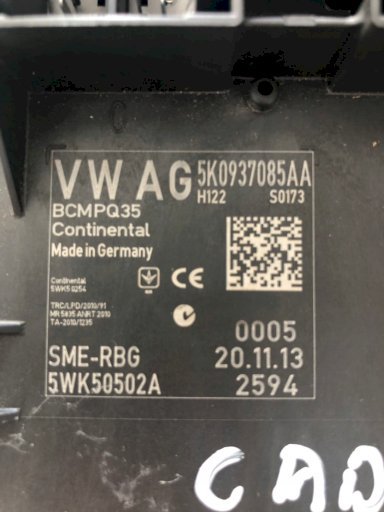 VW AG 5K0937085AA
BCMPQ35 H122 S0173
Continental
Made in Germany
Continental
5WK50254
CE
TRC/LPD/2010/91
MR 5835 ANRT 2010
TA-2010/1235
0005
SME-RBG 20.11.13
5WK50502A 2594
CAD